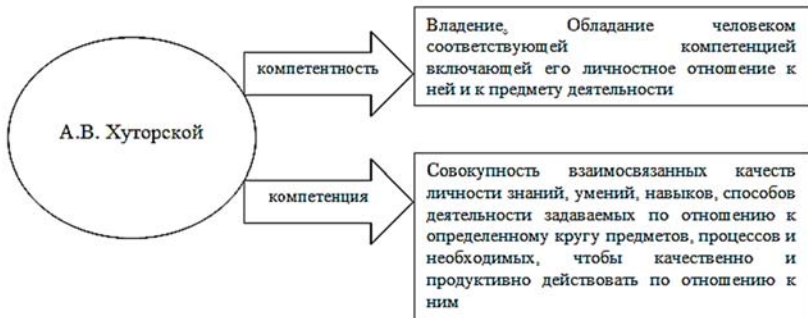 А.В. Хуторской
компетентность
Владение, Обладание человеком
соответствующей компетенцией
включающей его личностное отношение к
ней и к предмету деятельности
компетенция
Совокупность взаимосвязанных качеств
личности знаний, умений, навыков, способов
деятельности задаваемых по отношению к
определенному кругу предметов, процессов и
необходимых, чтобы качественно и
продуктивно действовать по отношению к
ним